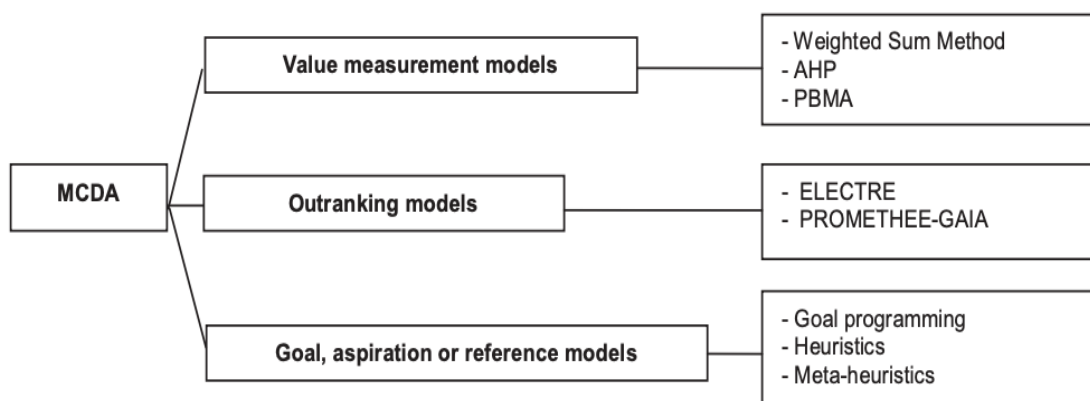 MCDA
Value measurement models
- Weighted Sum Method
- AHP
- PBMA
Outranking models
- ELECTRE
- PROMETHEE-GAIA
Goal, aspiration or reference models
- Goal programming
- Heuristics
- Meta-heuristics